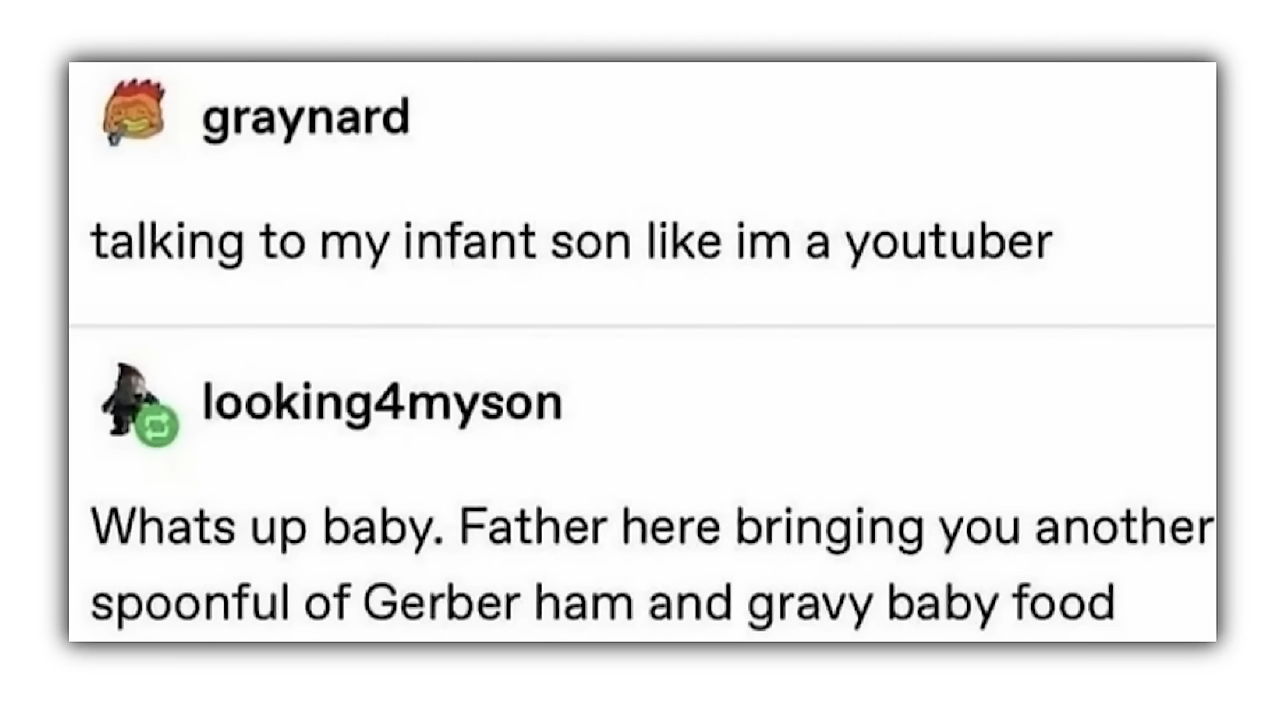 graynard
talking to my infant son like im a youtuber
looking4myson
Whats up baby. Father here bringing you another
spoonful of Gerber ham and gravy baby food